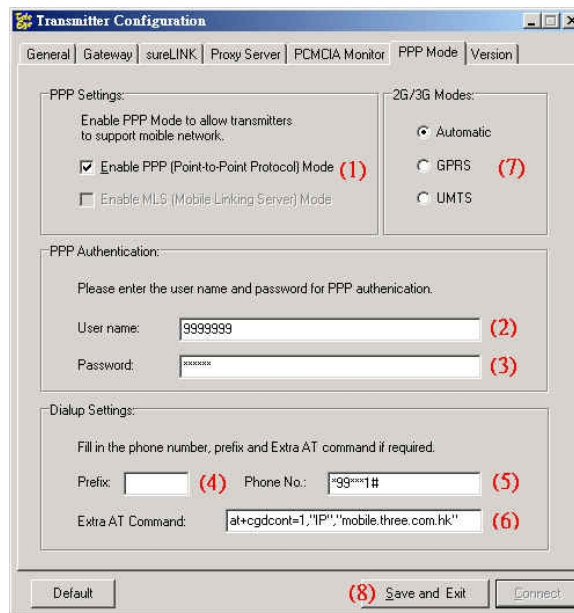 Transmitter Configuration
General Gateway sureLINK Proxy Server PCMCIA Monitor PPP Mode Version
PPP Settings:
Enable PPP Mode to allow transmitters
to support moible network.
Enable PPP (Point-to-Point Protocol) Mode (1)
Enable MLS (Mobile Linking Server) Mode
2G/3G Modes:
Automatic
GPRS (7)
UMTS
PPP Authentication:
Please enter the user name and password for PPP authenication.
User name: 9999999 (2)
Password: ****** (3)
Dialup Settings:
Fill in the phone number, prefix and Extra AT command if required.
Prefix: (4) Phone No.: *99***1# (5)
Extra AT Command: at+cgdcont=1,"IP","mobile.three.com.hk" (6)
Default (8) Save and Exit Connect